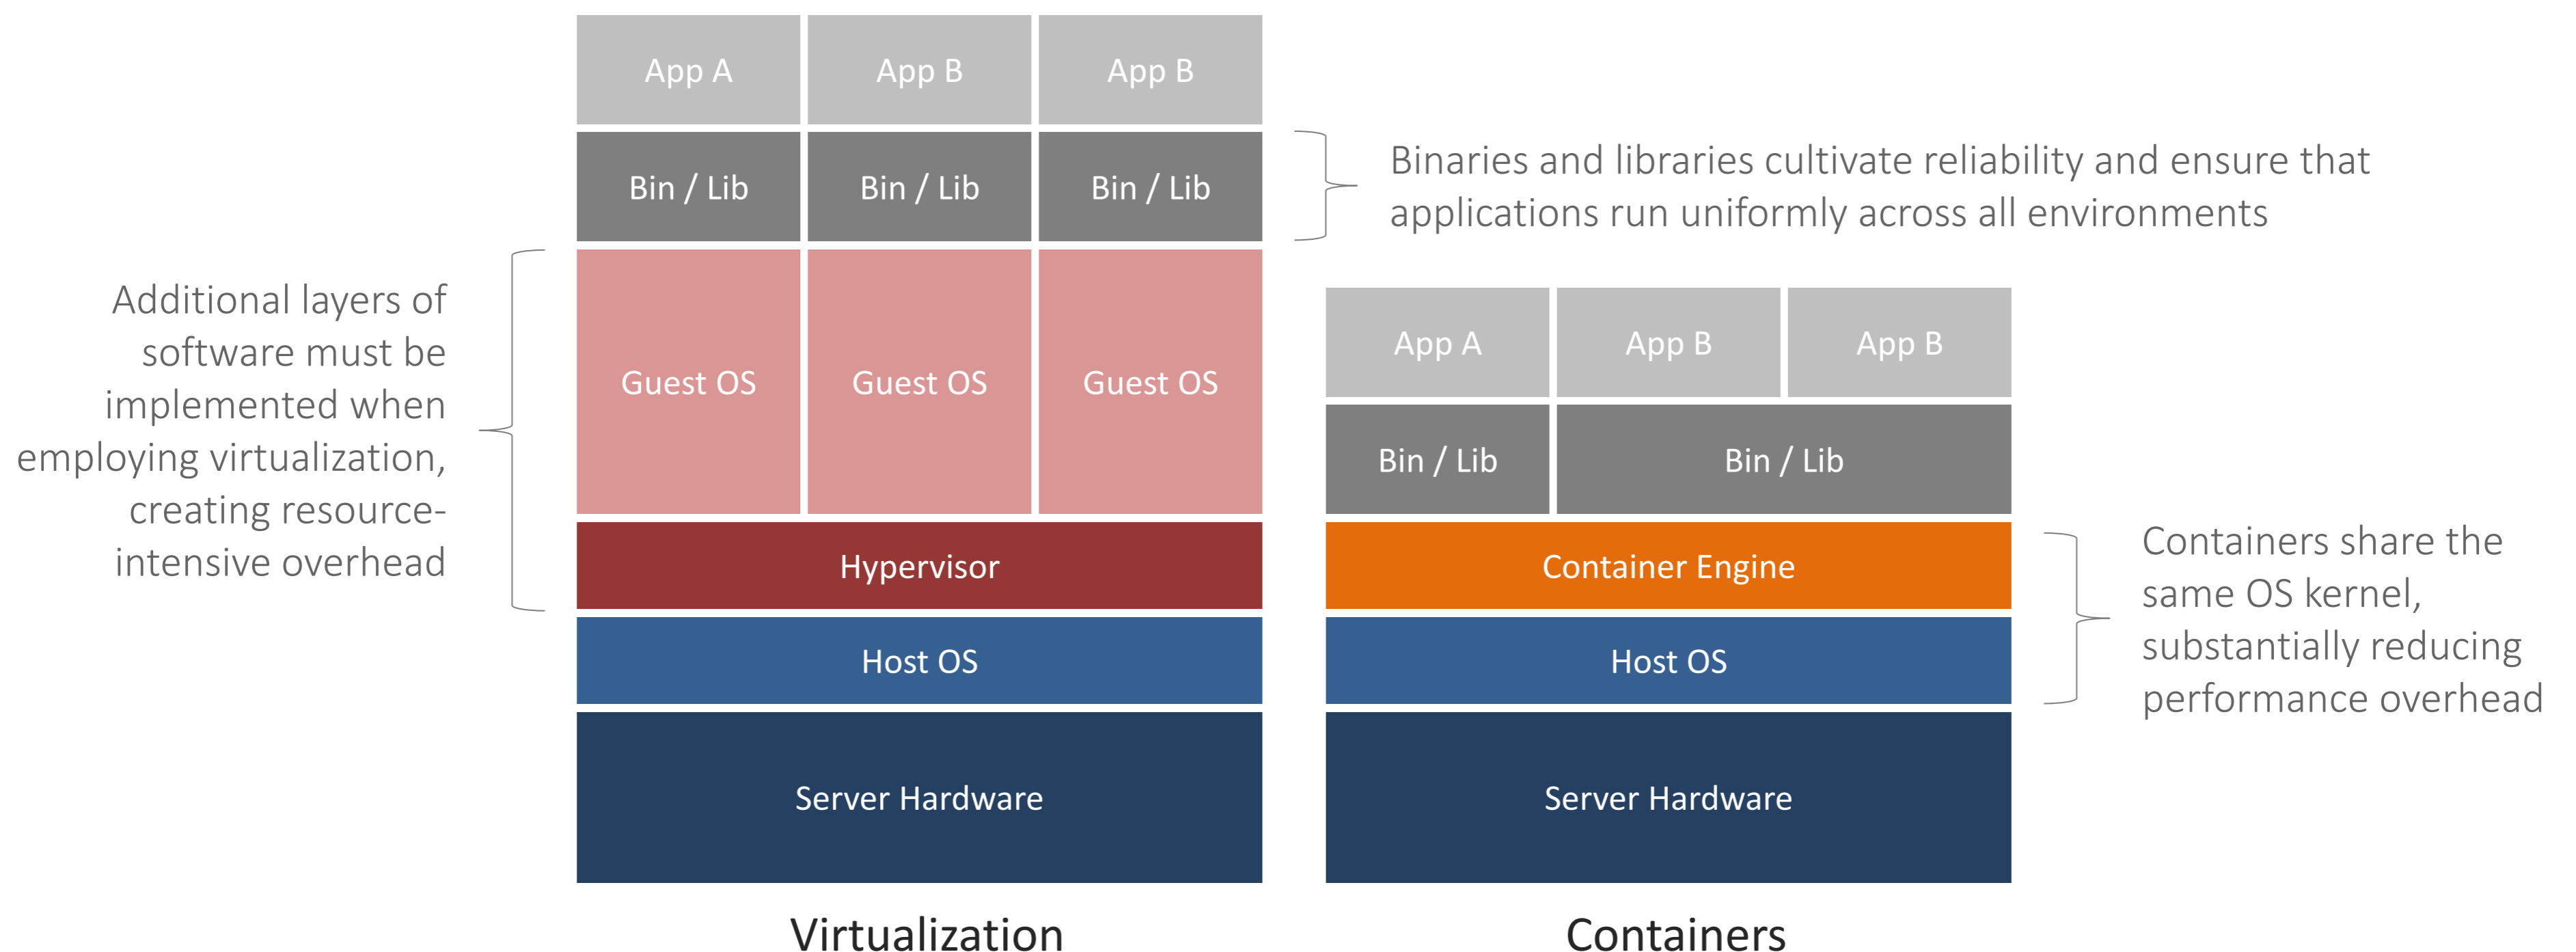 App A
App B
App B
Bin / Lib
Bin / Lib
Bin / Lib
Binaries and libraries cultivate reliability and ensure that
applications run uniformly across all environments
Additional layers of
software must be
implemented when
employing virtualization,
creating resource-
intensive overhead
Guest OS
Guest OS
Guest OS
Hypervisor
Host OS
Server Hardware
Virtualization
App A
App B
App B
Bin / Lib
Bin / Lib
Container Engine
Host OS
Server Hardware
Containers
Containers share the
same OS kernel,
substantially reducing
performance overhead